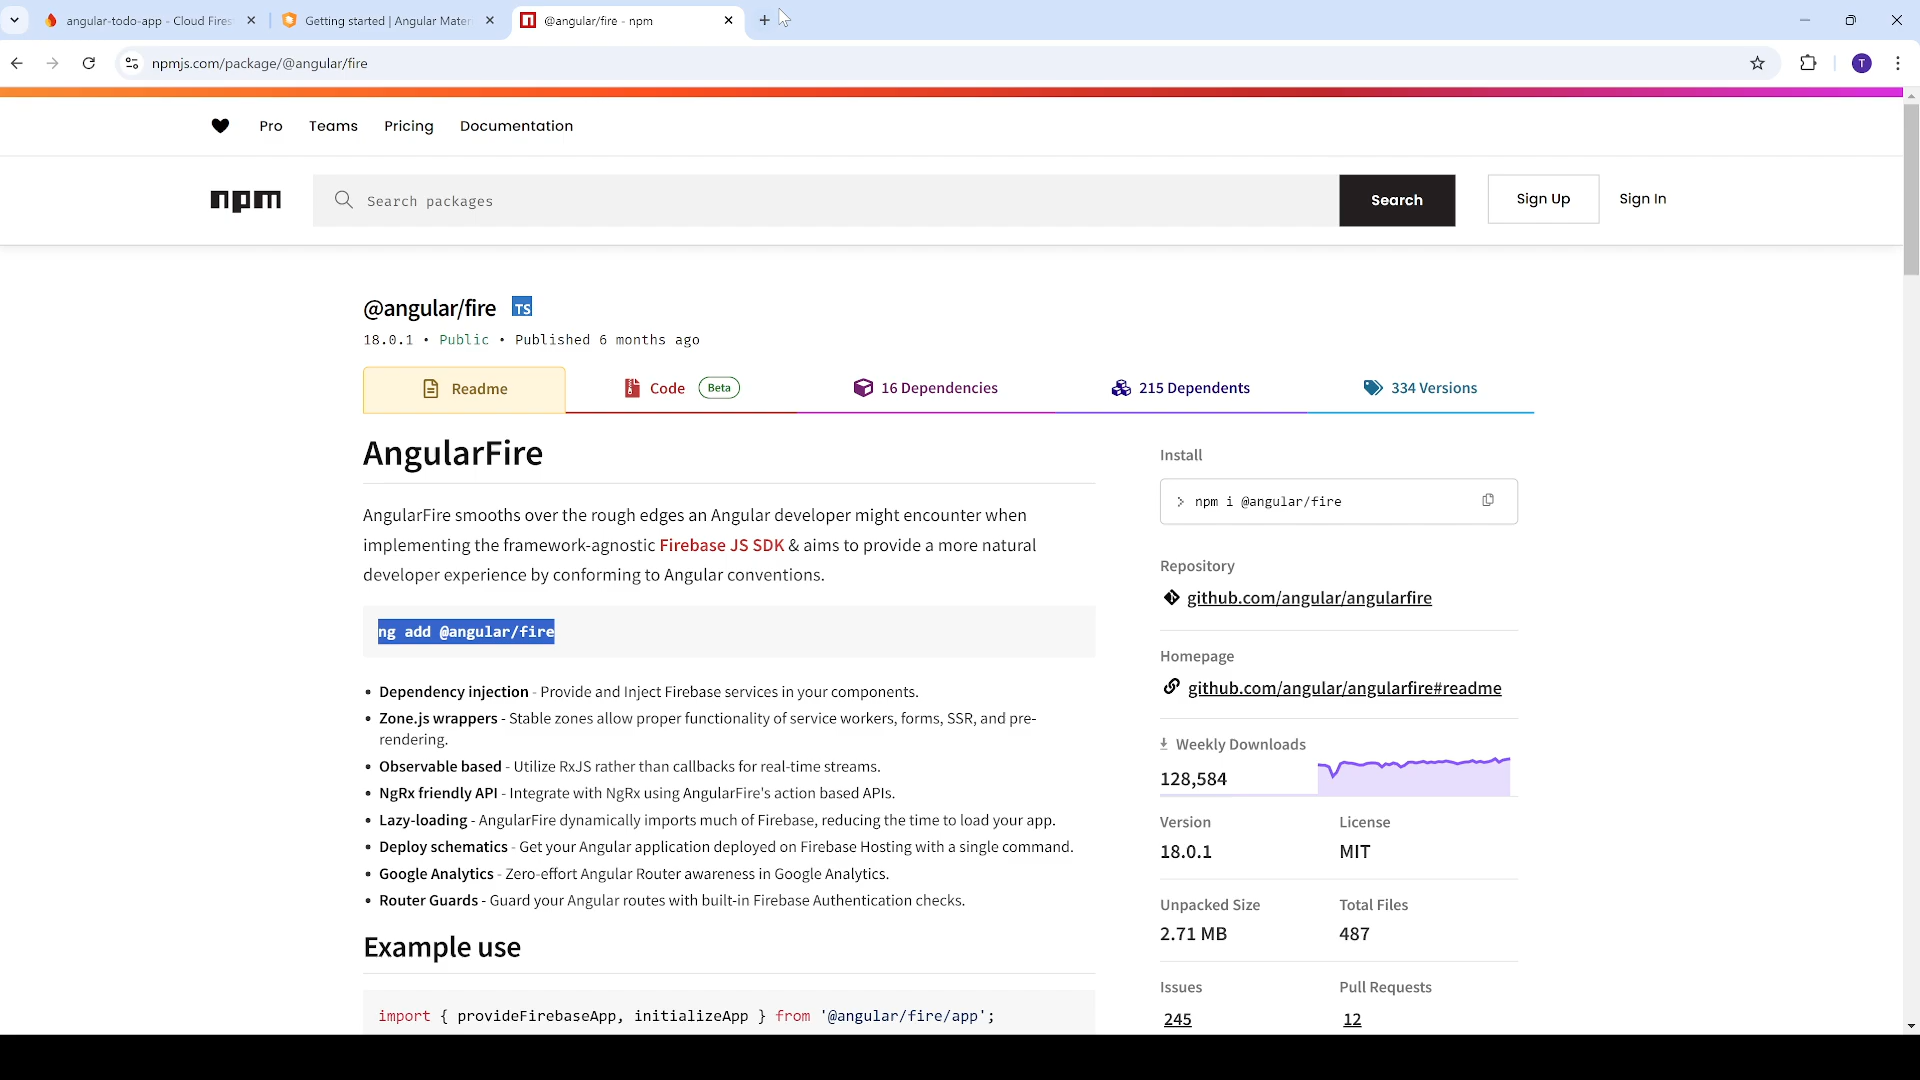 angular-todo-app - Cloud Fires
Getting started | Angular Mater
@angular/fire - npm
npmjs.com/package/@angular/fire
T
Pro
Teams
Pricing
Documentation
npm
Search packages
Search
Sign Up
Sign In
@angular/fire
TS
18.0.1 • Public • Published 6 months ago
Readme
Code
Beta
16 Dependencies
215 Dependents
334 Versions
AngularFire
AngularFire smooths over the rough edges an Angular developer might encounter when
implementing the framework-agnostic Firebase JS SDK & aims to provide a more natural
developer experience by conforming to Angular conventions.
ng add @angular/fire
• Dependency injection - Provide and Inject Firebase services in your components.
• Zone.js wrappers - Stable zones allow proper functionality of service workers, forms, SSR, and pre-
rendering.
• Observable based - Utilize RxJS rather than callbacks for real-time streams.
• NgRx friendly API - Integrate with NgRx using AngularFire's action based APIs.
• Lazy-loading - AngularFire dynamically imports much of Firebase, reducing the time to load your app.
• Deploy schematics - Get your Angular application deployed on Firebase Hosting with a single command.
• Google Analytics - Zero-effort Angular Router awareness in Google Analytics.
• Router Guards - Guard your Angular routes with built-in Firebase Authentication checks.
Example use
import { provideFirebaseApp, initializeApp } from '@angular/fire/app';
Install
> npm i @angular/fire
Repository
github.com/angular/angularfire
Homepage
github.com/angular/angularfire#readme
Weekly Downloads
128,584
Version
License
18.0.1
MIT
Unpacked Size
Total Files
2.71 MB
487
Issues
Pull Requests
245
12